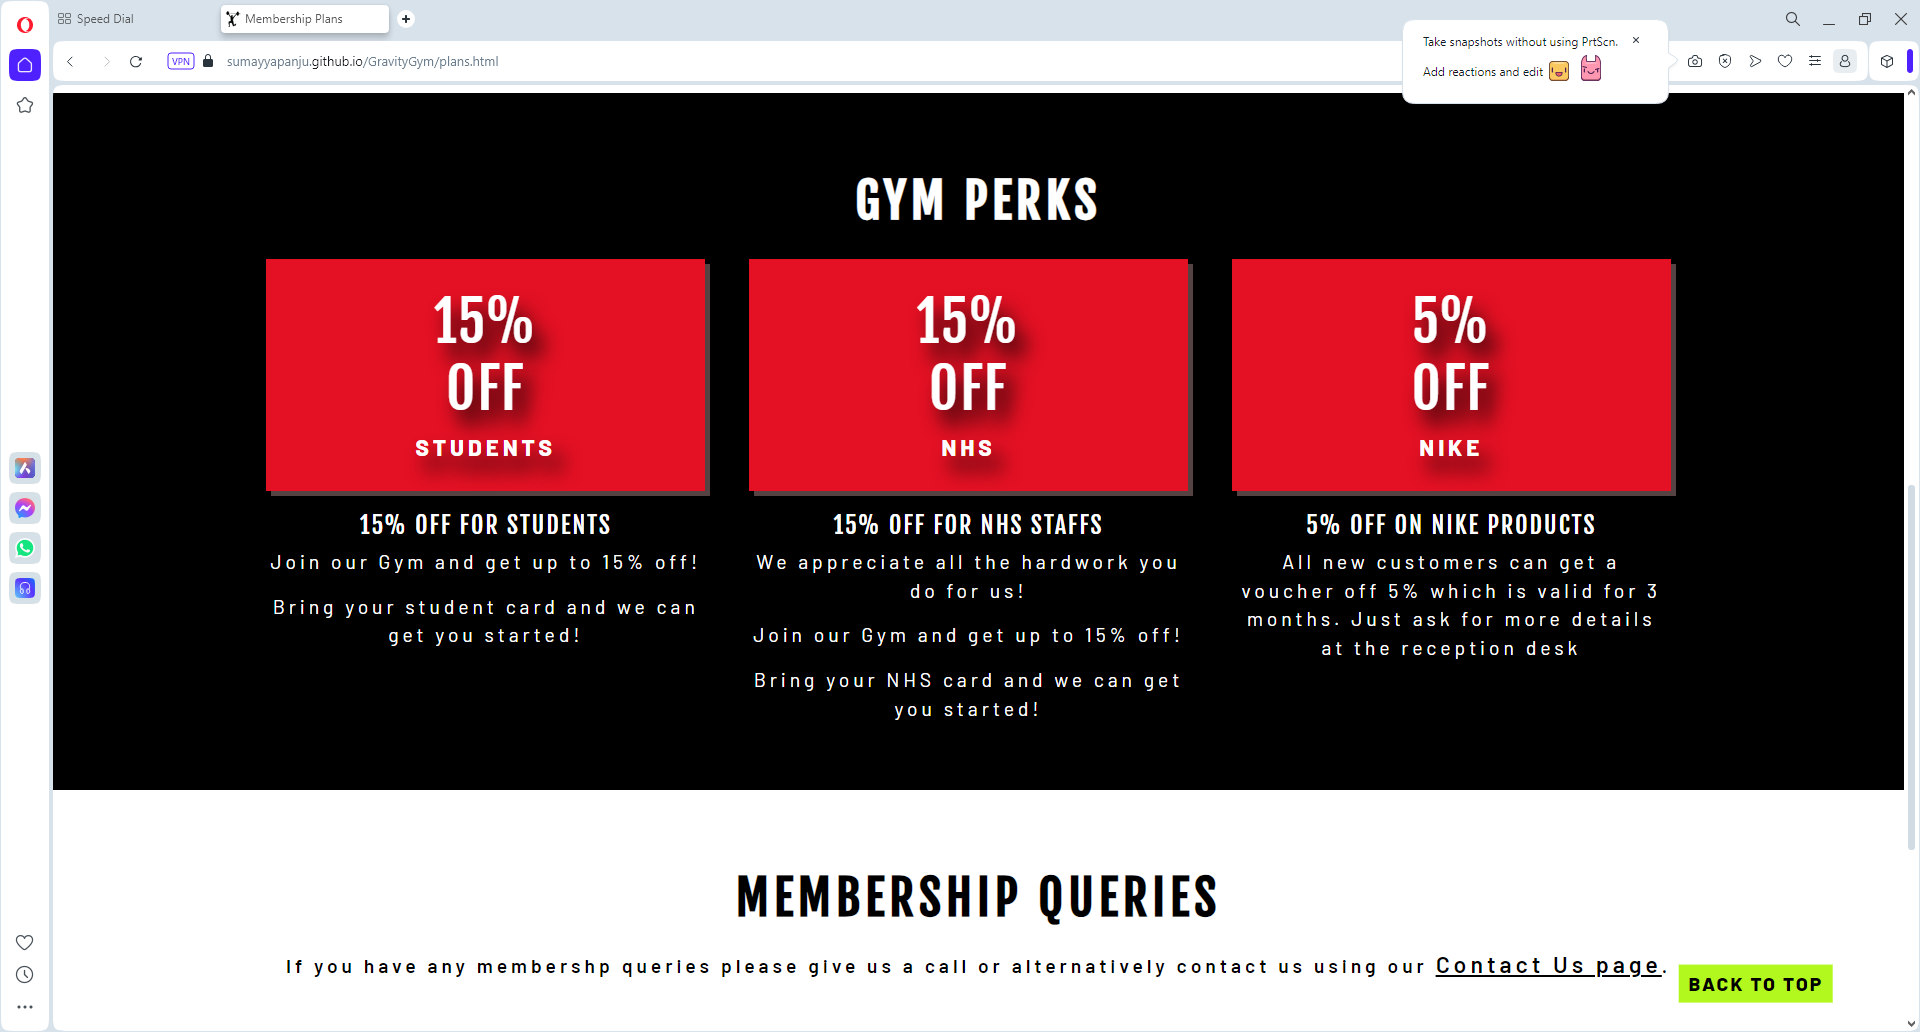 Speed Dial
Membership Plans
VPN
sumayyapanju.github.io/GravityGym/plans.html
Take snapshots without using PrtScn.
Add reactions and edit
GYM PERKS
15%
OFF
STUDENTS
15% OFF FOR STUDENTS
Join our Gym and get up to 15% off!
Bring your student card and we can
get you started!
15%
OFF
NHS
15% OFF FOR NHS STAFFS
We appreciate all the hardwork you
do for us!
Join our Gym and get up to 15% off!
Bring your NHS card and we can get
you started!
5%
OFF
NIKE
5% OFF ON NIKE PRODUCTS
All new customers can get a
voucher off 5% which is valid for 3
months. Just ask for more details
at the reception desk
MEMBERSHIP QUERIES
If you have any membershp queries please give us a call or alternatively contact us using our Contact Us page.
BACK TO TOP